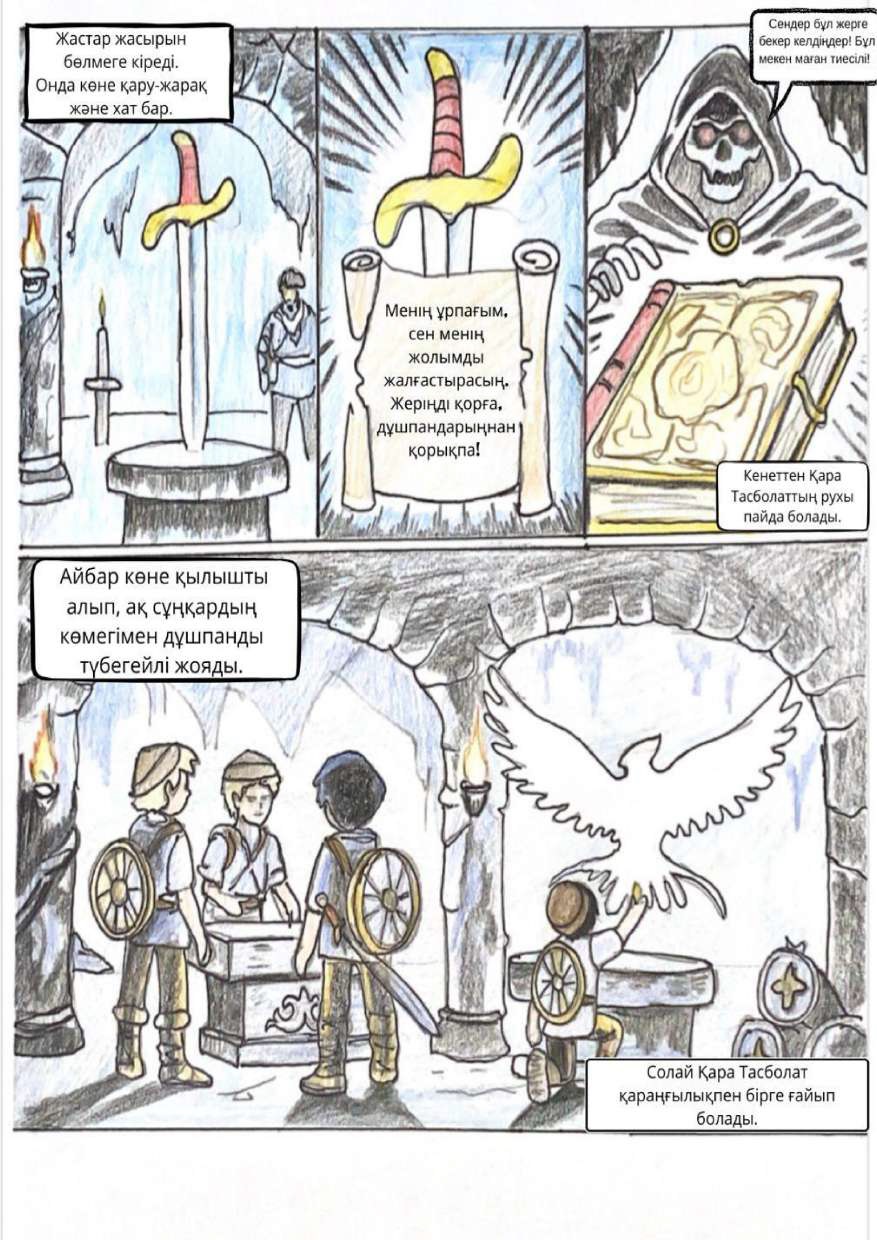 Жастар жасырын
бөлмеге кіреді.
Онда көне қару-жарақ
және хат бар.
Менің ұрпағым,
сен менің
жолымды
жалғастырасың.
Жеріңді қорға,
дұшпандарыңнан
қорықпа!
Сендер бұл жерге
бекер келдіңдер! Бұл
мекен маған тиесілі!
Кенеттен Қара
Тасболаттың рухы
пайда болады.
Айбар көне қылышты
алып, ақ сұңқардың
көмегімен дұшпанды
түбегейлі жояды.
Солай Қара Тасболат
қараңғылықпен бірге ғайып
болады.